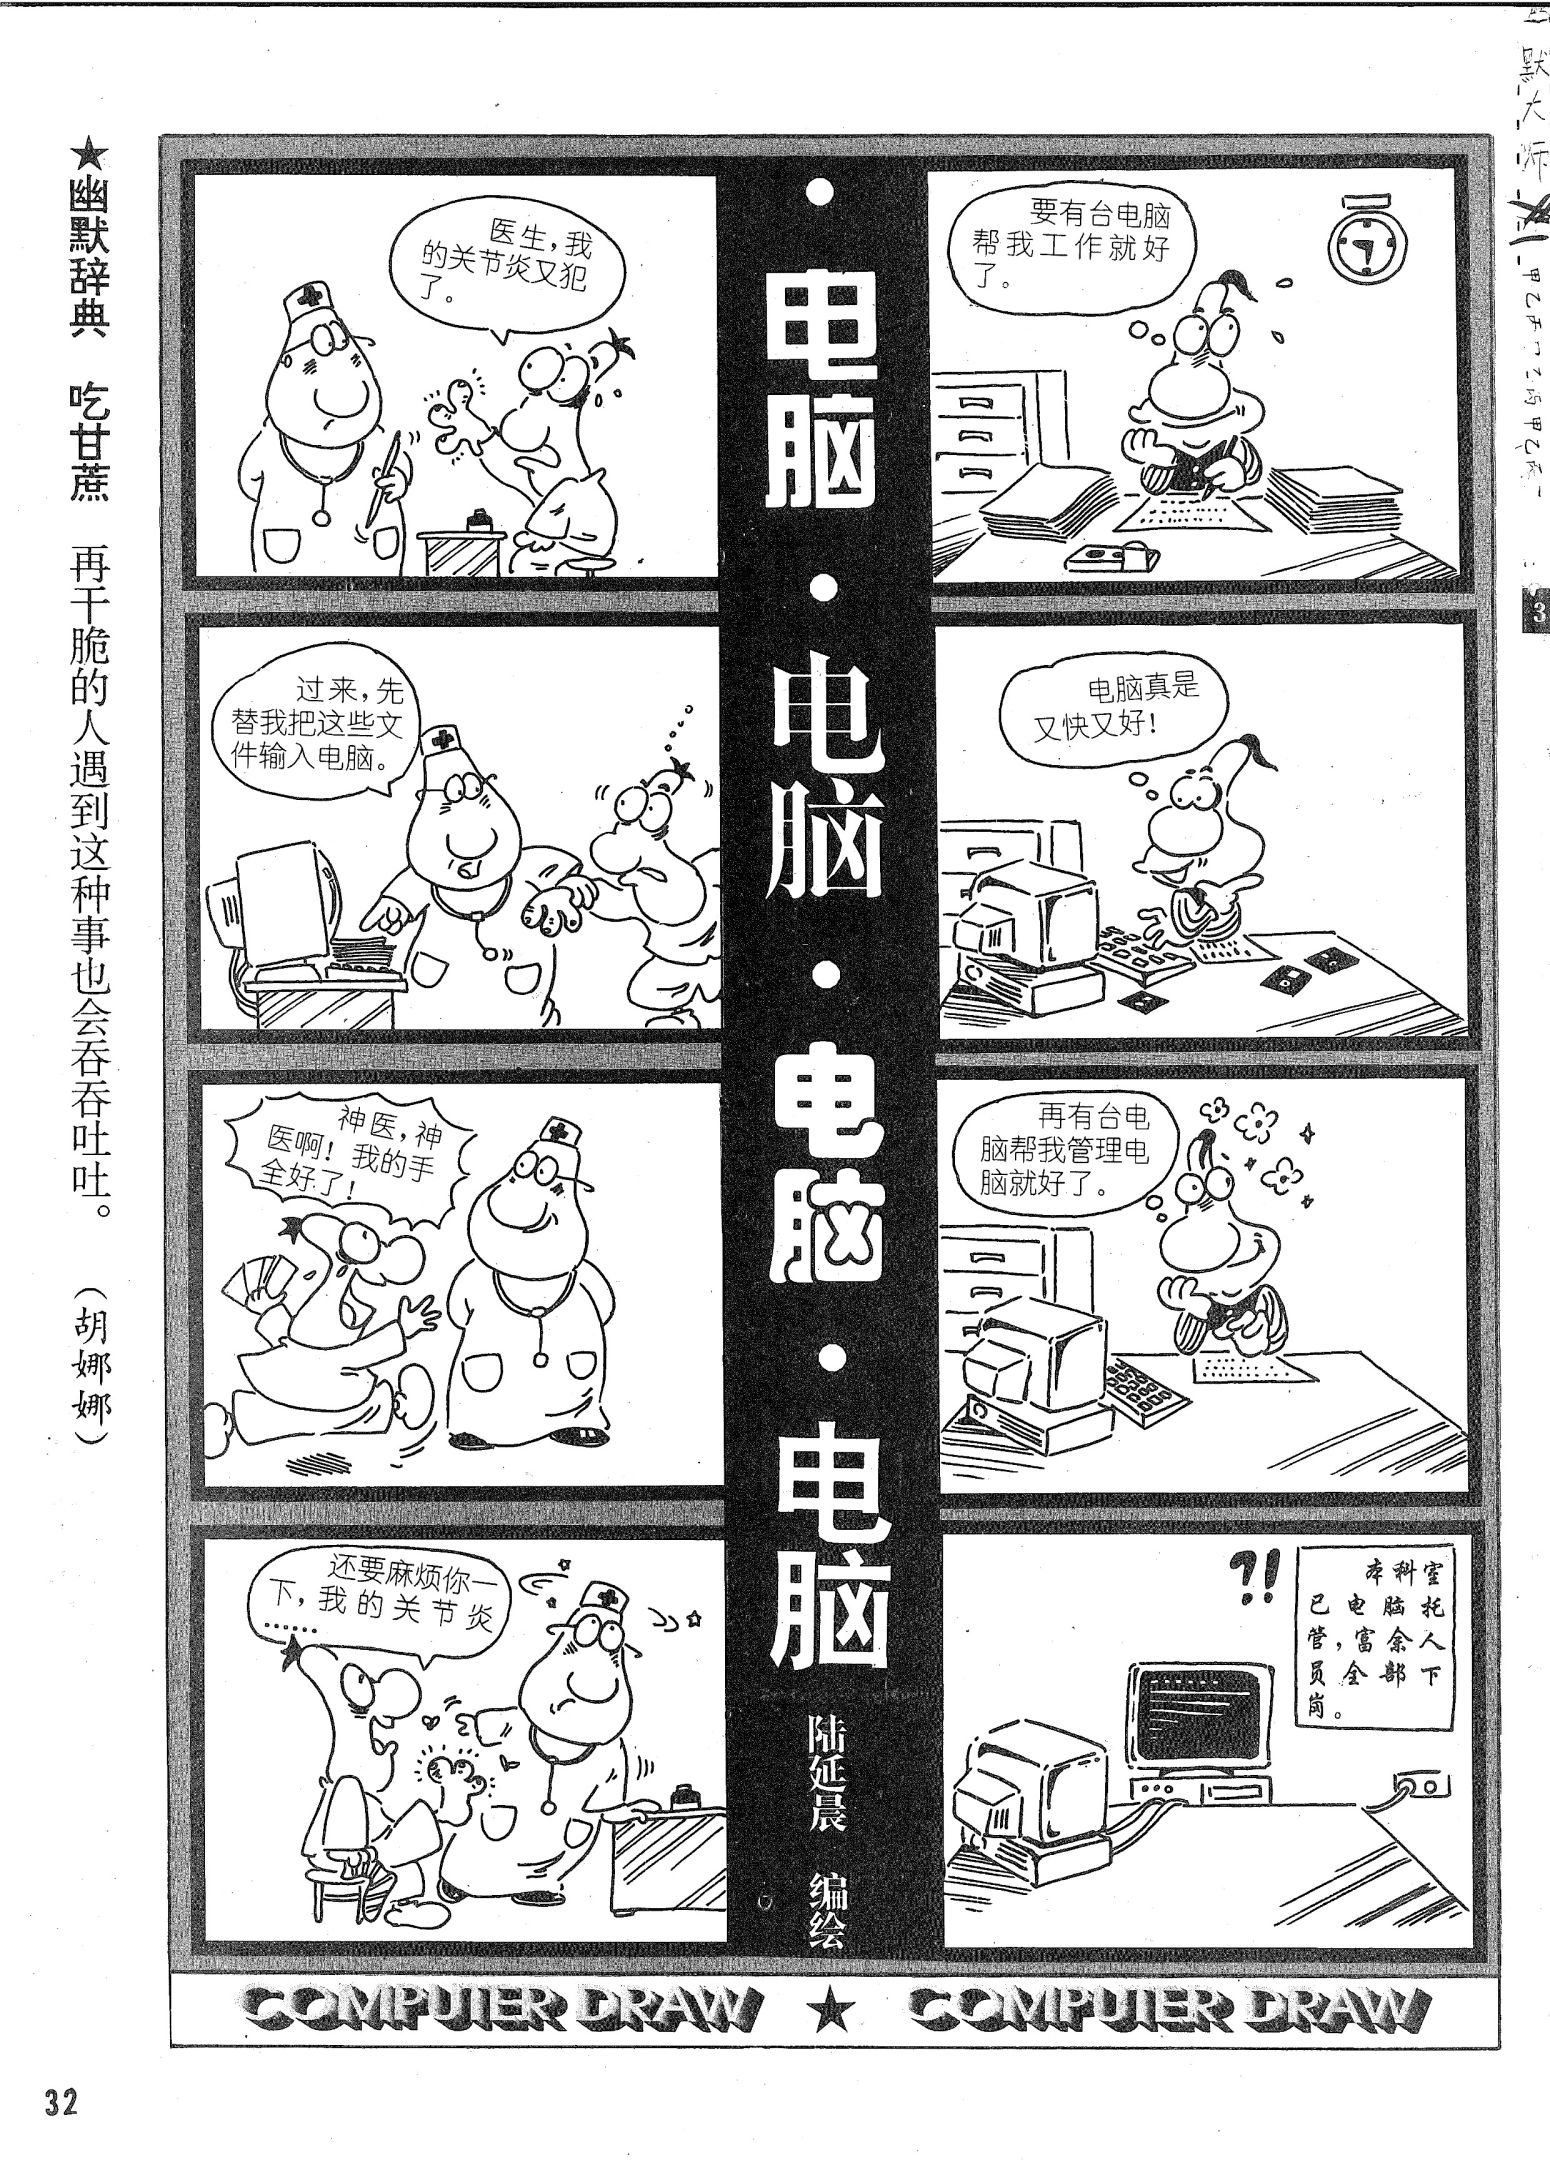 ★幽默辞典 吃甘蔗 再干脆的人遇到这种事也会吞吞吐吐。 （胡娜娜）
医生，我
的关节炎又犯
了。
过来，先
替我把这些文
件输入电脑。
神医，神
医啊！我的手
全好了！
还要麻烦你一
下，我的关节炎
……
·电脑·电脑·电脑·电脑
陆延晨 编绘
要有台电脑
帮我工作就好
了。
电脑真是
又快又好！
再有台电
脑帮我管理电
脑就好了。
?!
本科室
已电脑托
管，富余人
员全部下
岗。
COMPUTER DRAW ★ COMPUTER DRAW
32
默大师
3